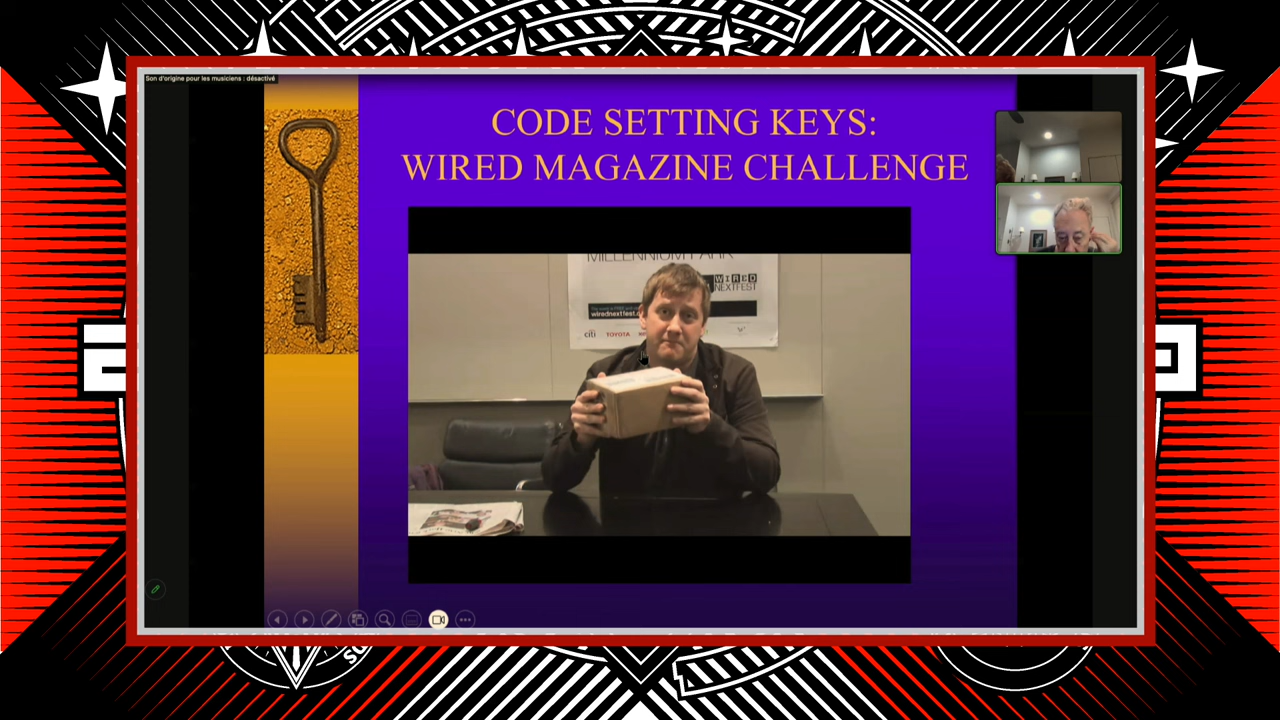 Son d'origine pour les musiciens : désactivé
CODE SETTING KEYS:
WIRED MAGAZINE CHALLENGE
MILLENNIUM PARK
WIRED
NEXTFEST
wirednextfest.c
citi
TOYOTA